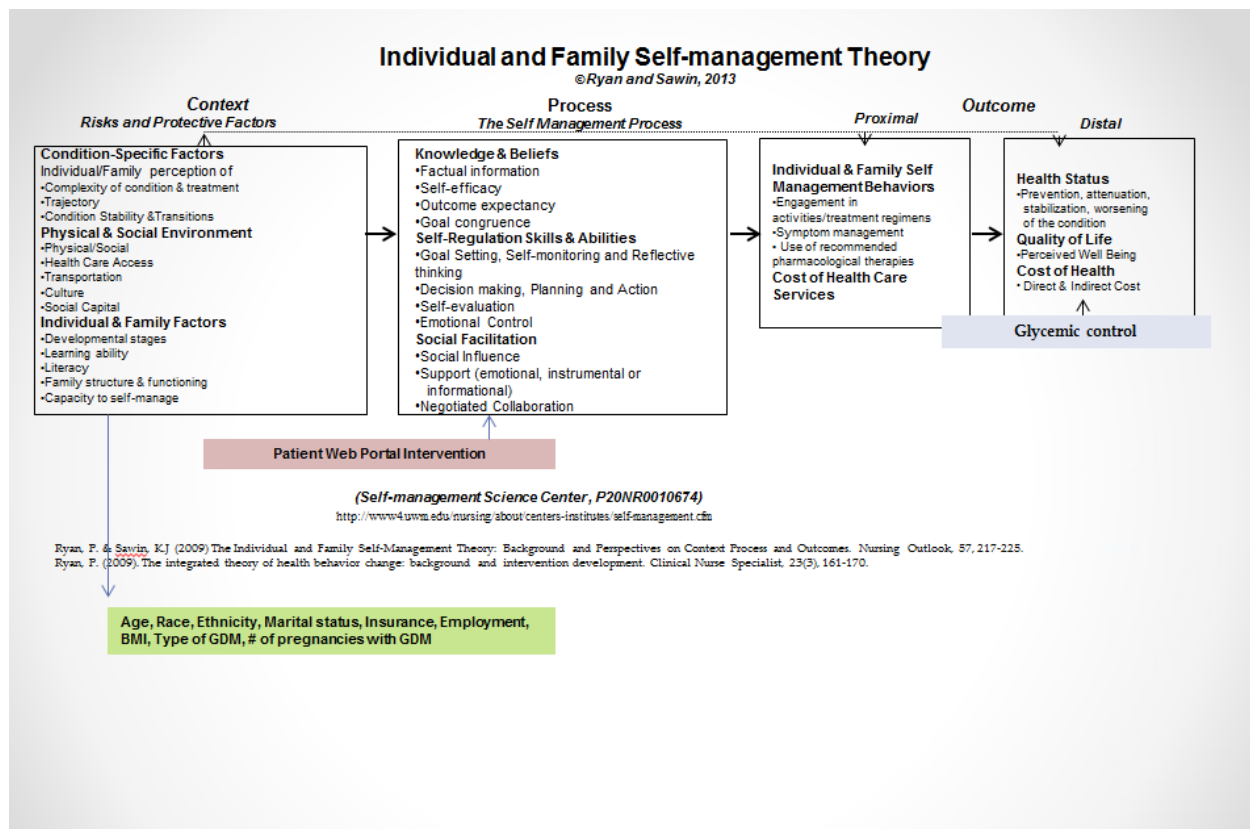 Individual and Family Self-management Theory
©Ryan and Sawin, 2013
Context
Risks and Protective Factors
Process
The Self Management Process
Outcome
Proximal
Distal
Condition-Specific Factors
Individual/Family perception of
•Complexity of condition & treatment
•Trajectory
•Condition Stability &Transitions
Physical & Social Environment
•Physical/Social
•Health Care Access
•Transportation
•Culture
•Social Capital
Individual & Family Factors
•Developmental stages
•Learning ability
•Literacy
•Family structure & functioning
•Capacity to self-manage
Knowledge & Beliefs
•Factual information
•Self-efficacy
•Outcome expectancy
•Goal congruence
Self-Regulation Skills & Abilities
•Goal Setting, Self-monitoring and Reflective
thinking
•Decision making, Planning and Action
•Self-evaluation
•Emotional Control
Social Facilitation
•Social Influence
•Support (emotional, instrumental or
informational)
•Negotiated Collaboration
Individual & Family Self
Management Behaviors
•Engagement in
activities/treatment regimens
•Symptom management
• Use of recommended
pharmacological therapies
Cost of Health Care
Services
Health Status
•Prevention, attenuation,
stabilization, worsening
of the condition
Quality of Life
•Perceived Well Being
Cost of Health
• Direct & Indirect Cost
Glycemic control
Patient Web Portal Intervention
(Self-management Science Center, P20NR0010674)
http://www4.uwm.edu/nursing/about/centers-institutes/self-management.cfm
Ryan, P. & Sawin, K.J (2009) The Individual and Family Self-Management Theory: Background and Perspectives on Context Process and Outcomes. Nursing Outlook, 57, 217-225.
Ryan, P. (2009). The integrated theory of health behavior change: background and intervention development. Clinical Nurse Specialist, 23(3), 161-170.
Age, Race, Ethnicity, Marital status, Insurance, Employment,
BMI, Type of GDM, # of pregnancies with GDM